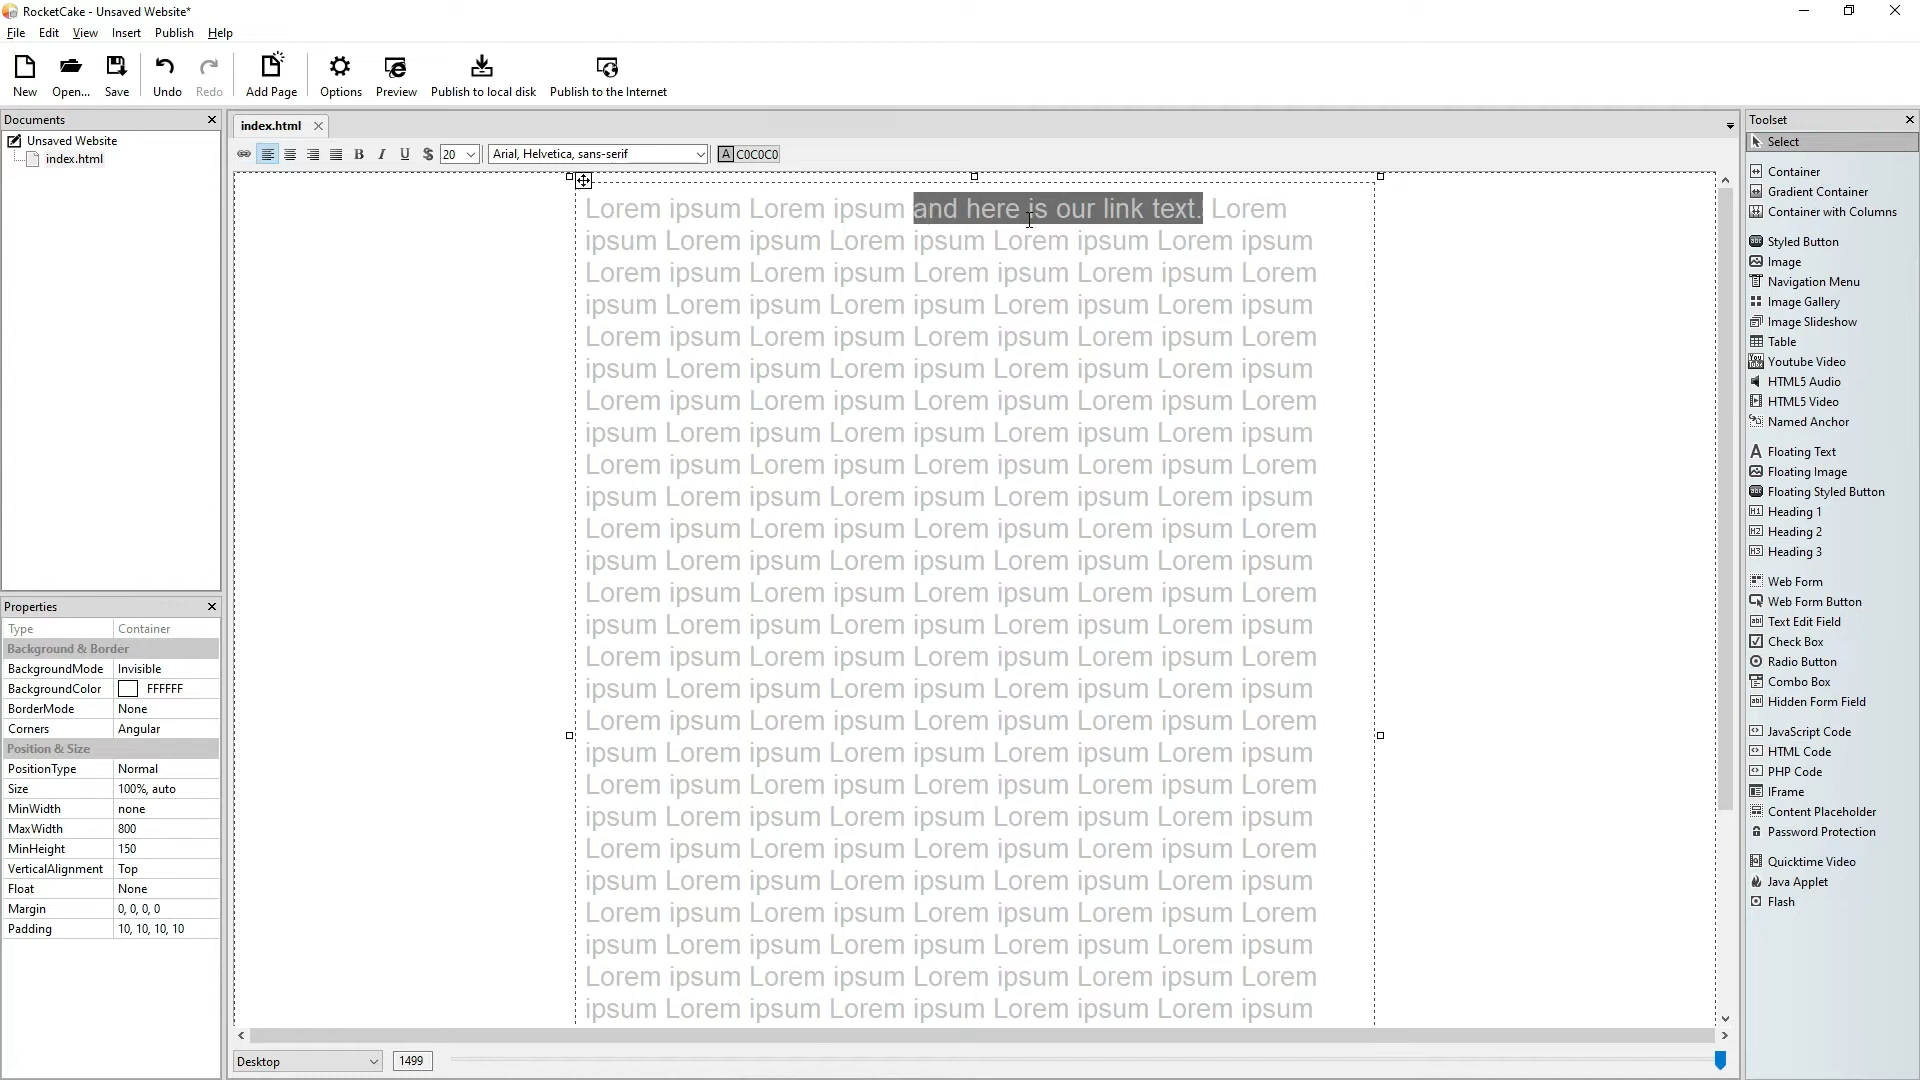 RocketCake - Unsaved Website*
File Edit View Insert Publish Help
New Open... Save Undo Redo Add Page Options Preview Publish to local disk Publish to the Internet
Documents
Unsaved Website
index.html
Properties
Type Container
Background & Border
BackgroundMode Invisible
BackgroundColor FFFFFF
BorderMode None
Corners Angular
Position & Size
PositionType Normal
Size 100%, auto
MinWidth none
MaxWidth 800
MinHeight 150
VerticalAlignment Top
Float None
Margin 0, 0, 0, 0
Padding 10, 10, 10, 10
index.html
B I U $ 20 Arial, Helvetica, sans-serif A C0C0C0
Lorem ipsum Lorem ipsum and here is our link text. Lorem
ipsum Lorem ipsum Lorem ipsum Lorem ipsum Lorem ipsum
Lorem ipsum Lorem ipsum Lorem ipsum Lorem ipsum Lorem
ipsum Lorem ipsum Lorem ipsum Lorem ipsum Lorem ipsum
Lorem ipsum Lorem ipsum Lorem ipsum Lorem ipsum Lorem
ipsum Lorem ipsum Lorem ipsum Lorem ipsum Lorem ipsum
Lorem ipsum Lorem ipsum Lorem ipsum Lorem ipsum Lorem
ipsum Lorem ipsum Lorem ipsum Lorem ipsum Lorem ipsum
Lorem ipsum Lorem ipsum Lorem ipsum Lorem ipsum Lorem
ipsum Lorem ipsum Lorem ipsum Lorem ipsum Lorem ipsum
Lorem ipsum Lorem ipsum Lorem ipsum Lorem ipsum Lorem
ipsum Lorem ipsum Lorem ipsum Lorem ipsum Lorem ipsum
Lorem ipsum Lorem ipsum Lorem ipsum Lorem ipsum Lorem
ipsum Lorem ipsum Lorem ipsum Lorem ipsum Lorem ipsum
Lorem ipsum Lorem ipsum Lorem ipsum Lorem ipsum Lorem
ipsum Lorem ipsum Lorem ipsum Lorem ipsum Lorem ipsum
Lorem ipsum Lorem ipsum Lorem ipsum Lorem ipsum Lorem
ipsum Lorem ipsum Lorem ipsum Lorem ipsum Lorem ipsum
Lorem ipsum Lorem ipsum Lorem ipsum Lorem ipsum Lorem
ipsum Lorem ipsum Lorem ipsum Lorem ipsum Lorem ipsum
Lorem ipsum Lorem ipsum Lorem ipsum Lorem ipsum Lorem
ipsum Lorem ipsum Lorem ipsum Lorem ipsum Lorem ipsum
Lorem ipsum Lorem ipsum Lorem ipsum Lorem ipsum Lorem
ipsum Lorem ipsum Lorem ipsum Lorem ipsum Lorem ipsum
Lorem ipsum Lorem ipsum Lorem ipsum Lorem ipsum Lorem
ipsum Lorem ipsum Lorem ipsum Lorem ipsum Lorem ipsum
Desktop 1499
Toolset
Select
Container
Gradient Container
Container with Columns
Styled Button
Image
Navigation Menu
Image Gallery
Image Slideshow
Table
Youtube Video
HTML5 Audio
HTML5 Video
Named Anchor
Floating Text
Floating Image
Floating Styled Button
Heading 1
Heading 2
Heading 3
Web Form
Web Form Button
Text Edit Field
Check Box
Radio Button
Combo Box
Hidden Form Field
JavaScript Code
HTML Code
PHP Code
IFrame
Content Placeholder
Password Protection
Quicktime Video
Java Applet
Flash